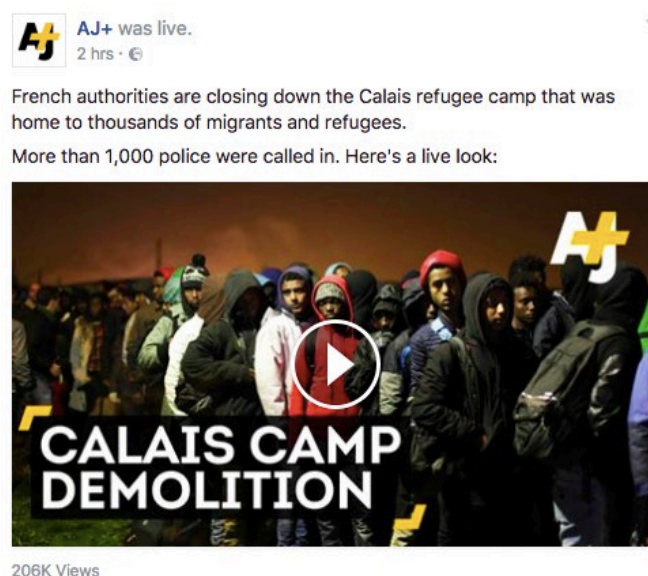 AJ+
AJ+ was live.
2 hrs ·
French authorities are closing down the Calais refugee camp that was
home to thousands of migrants and refugees.
More than 1,000 police were called in. Here's a live look:
AJ+
CALAIS CAMP
DEMOLITION
206K Views